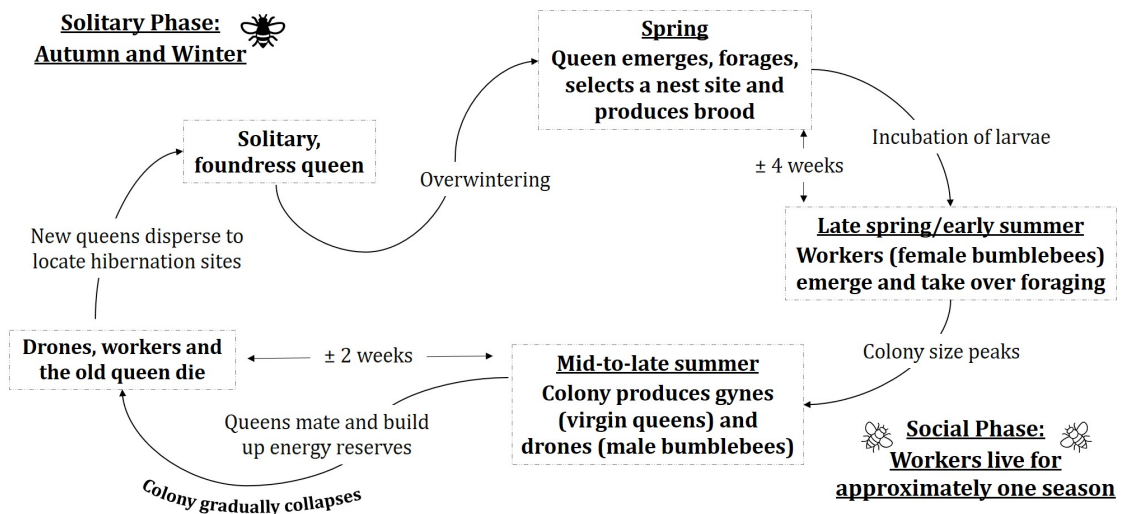 Solitary Phase:
Autumn and Winter
Spring
Queen emerges, forages,
selects a nest site and
produces brood
Solitary,
foundress queen
Overwintering
Incubation of larvae
± 4 weeks
Late spring/early summer
Workers (female bumblebees)
emerge and take over foraging
New queens disperse to
locate hibernation sites
Drones, workers and
the old queen die
± 2 weeks
Mid-to-late summer
Colony produces gynes
(virgin queens) and
drones (male bumblebees)
Colony size peaks
Queens mate and build
up energy reserves
Colony gradually collapses
Social Phase:
Workers live for
approximately one season